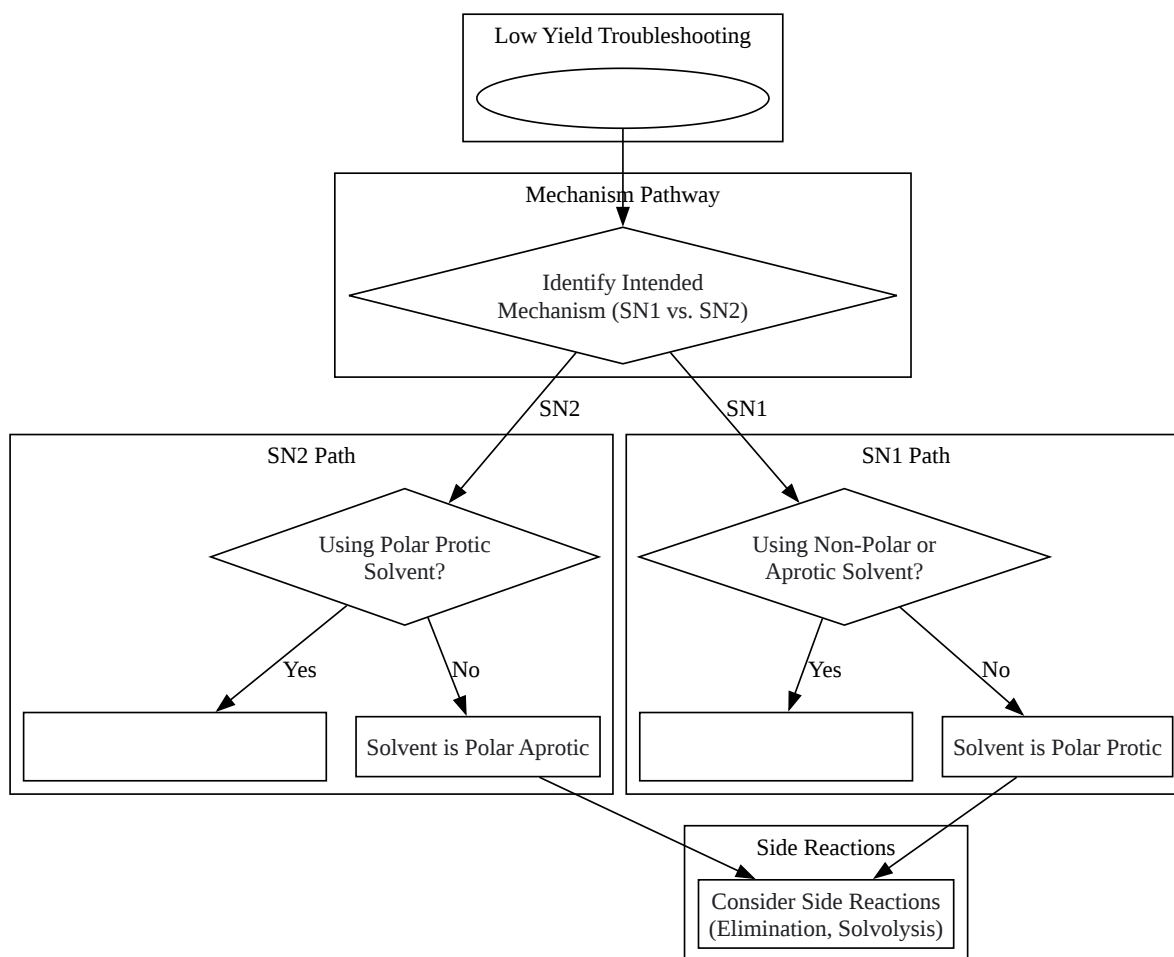 Low Yield Troubleshooting
Mechanism Pathway
Identify Intended
Mechanism (SN1 vs. SN2)
SN2
SN1
SN2 Path
SN1 Path
Using Polar Protic
Solvent?
Using Non-Polar or
Aprotic Solvent?
Yes
No
Yes
No
Solvent is Polar Aprotic
Solvent is Polar Protic
Side Reactions
Consider Side Reactions
(Elimination, Solvolysis)